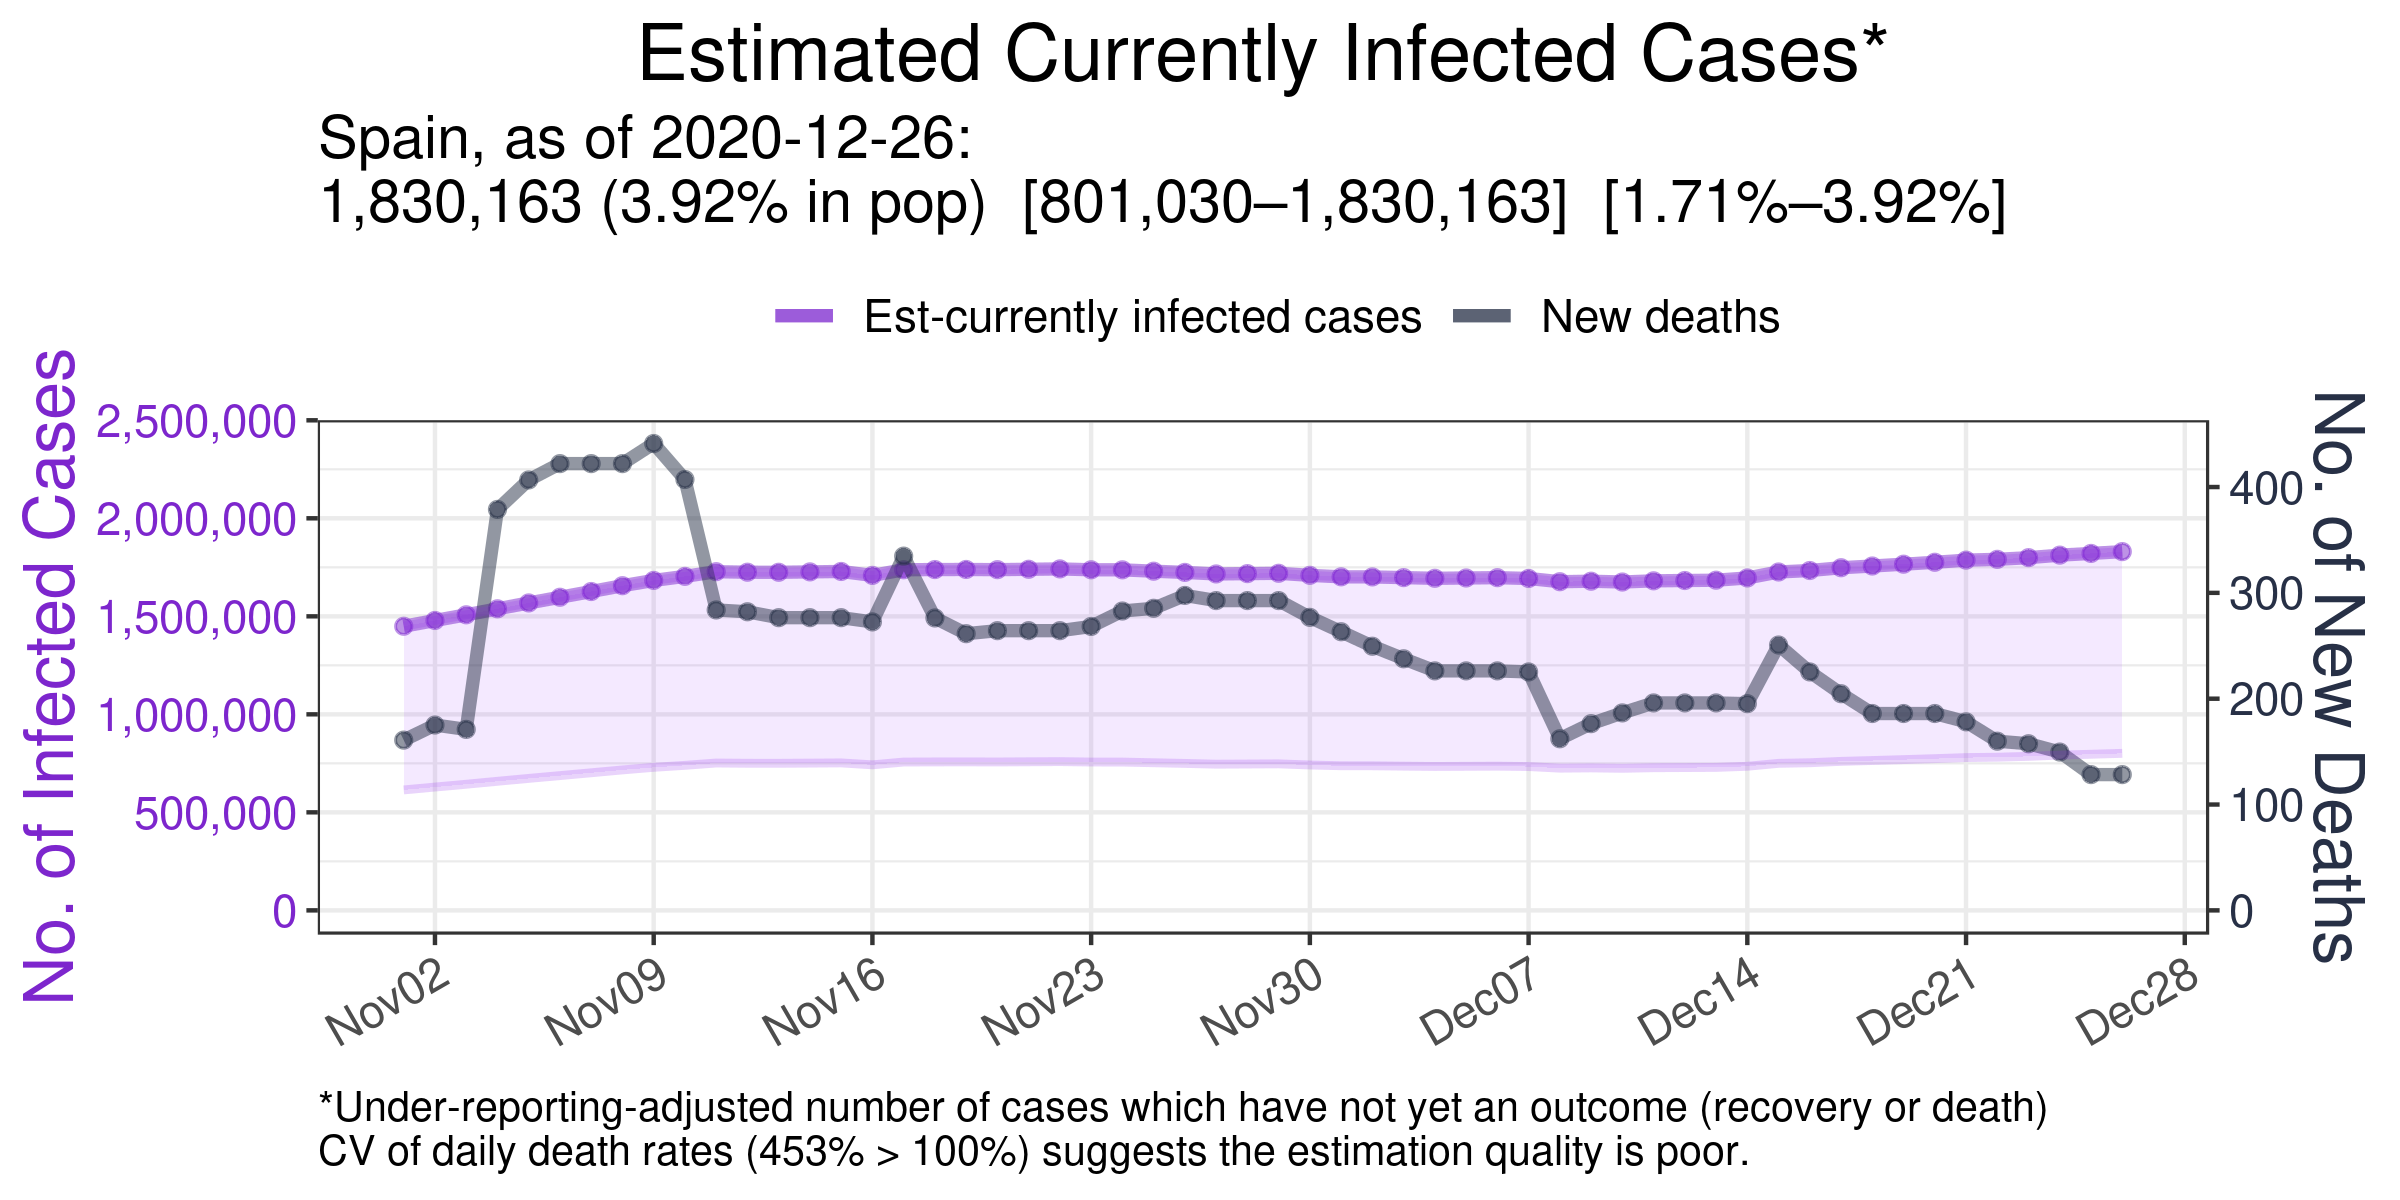 Estimated Currently Infected Cases*
Spain, as of 2020-12-26:
1,830,163 (3.92% in pop) [801,030–1,830,163] [1.71%–3.92%]
Est-currently infected cases
New deaths
No. of Infected Cases
2,500,000
2,000,000
1,500,000
1,000,000
500,000
0
400
300
200
100
0
No. of New Deaths
Nov02
Nov09
Nov16
Nov23
Nov30
Dec07
Dec14
Dec21
Dec28
*Under-reporting-adjusted number of cases which have not yet an outcome (recovery or death)
CV of daily death rates (453% > 100%) suggests the estimation quality is poor.